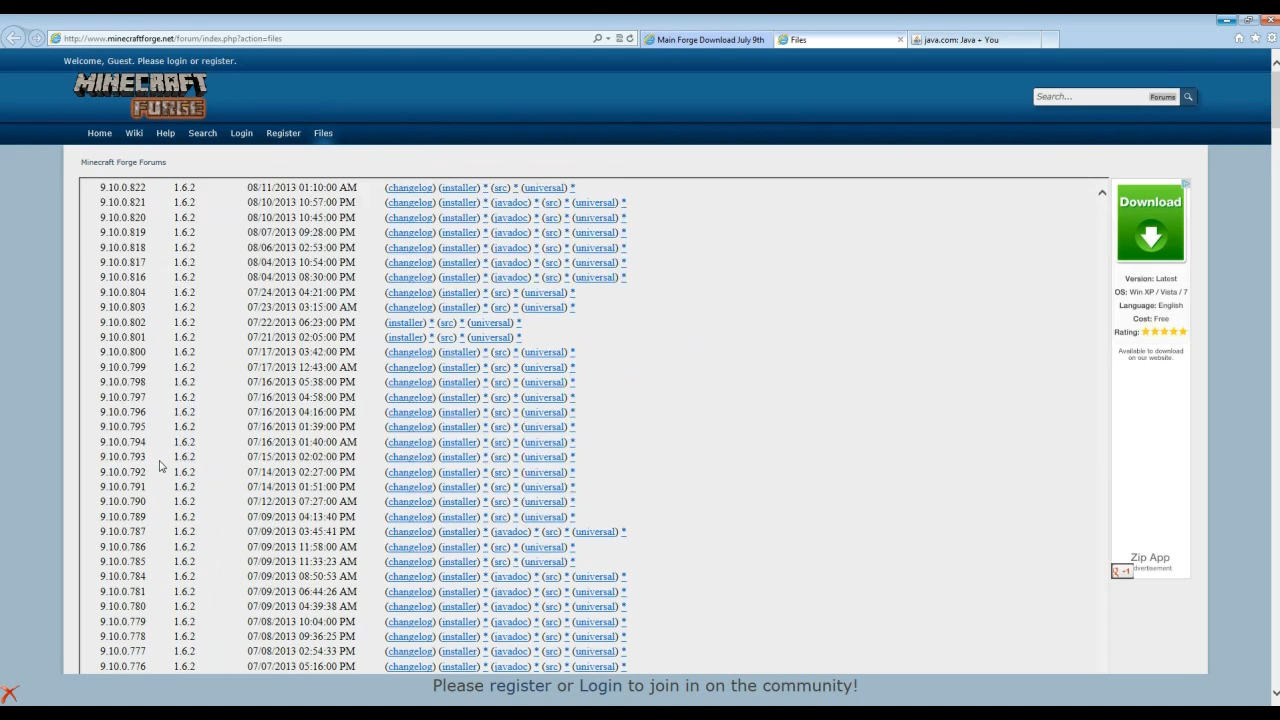 http://www.minecraftforge.net/forum/index.php?action=files
Main Forge Download July 9th
Files
java.com: Java + You
Welcome, Guest. Please login or register.
MINECRAFT
FORGE
Search...
Forums
Home Wiki Help Search Login Register Files
Minecraft Forge Forums
9.10.0.822 1.6.2 08/11/2013 01:10:00 AM (changelog) (installer) * (src) * (universal) *
9.10.0.821 1.6.2 08/10/2013 10:57:00 PM (changelog) (installer) * (javadoc) * (src) * (universal) *
9.10.0.820 1.6.2 08/10/2013 10:45:00 PM (changelog) (installer) * (javadoc) * (src) * (universal) *
9.10.0.819 1.6.2 08/07/2013 09:28:00 PM (changelog) (installer) * (javadoc) * (src) * (universal) *
9.10.0.818 1.6.2 08/06/2013 02:53:00 PM (changelog) (installer) * (javadoc) * (src) * (universal) *
9.10.0.817 1.6.2 08/04/2013 10:54:00 PM (changelog) (installer) * (javadoc) * (src) * (universal) *
9.10.0.816 1.6.2 08/04/2013 08:30:00 PM (changelog) (installer) * (javadoc) * (src) * (universal) *
9.10.0.804 1.6.2 07/24/2013 04:21:00 PM (changelog) (installer) * (src) * (universal) *
9.10.0.803 1.6.2 07/23/2013 03:15:00 AM (changelog) (installer) * (src) * (universal) *
9.10.0.802 1.6.2 07/22/2013 06:23:00 PM (installer) * (src) * (universal) *
9.10.0.801 1.6.2 07/21/2013 02:05:00 PM (installer) * (src) * (universal) *
9.10.0.800 1.6.2 07/17/2013 03:42:00 PM (changelog) (installer) * (src) * (universal) *
9.10.0.799 1.6.2 07/17/2013 12:43:00 AM (changelog) (installer) * (src) * (universal) *
9.10.0.798 1.6.2 07/16/2013 05:38:00 PM (changelog) (installer) * (src) * (universal) *
9.10.0.797 1.6.2 07/16/2013 04:58:00 PM (changelog) (installer) * (src) * (universal) *
9.10.0.796 1.6.2 07/16/2013 04:16:00 PM (changelog) (installer) * (src) * (universal) *
9.10.0.795 1.6.2 07/16/2013 01:39:00 PM (changelog) (installer) * (src) * (universal) *
9.10.0.794 1.6.2 07/16/2013 01:40:00 AM (changelog) (installer) * (src) * (universal) *
9.10.0.793 1.6.2 07/15/2013 02:02:00 PM (changelog) (installer) * (src) * (universal) *
9.10.0.792 1.6.2 07/14/2013 02:27:00 PM (changelog) (installer) * (src) * (universal) *
9.10.0.791 1.6.2 07/14/2013 01:51:00 PM (changelog) (installer) * (src) * (universal) *
9.10.0.790 1.6.2 07/12/2013 07:27:00 AM (changelog) (installer) * (src) * (universal) *
9.10.0.789 1.6.2 07/09/2013 04:13:40 PM (changelog) (installer) * (src) * (universal) *
9.10.0.787 1.6.2 07/09/2013 03:45:41 PM (changelog) (installer) * (javadoc) * (src) * (universal) *
9.10.0.786 1.6.2 07/09/2013 11:58:00 AM (changelog) (installer) * (src) * (universal) *
9.10.0.785 1.6.2 07/09/2013 11:33:23 AM (changelog) (installer) * (src) * (universal) *
9.10.0.784 1.6.2 07/09/2013 08:50:53 AM (changelog) (installer) * (javadoc) * (src) * (universal) *
9.10.0.781 1.6.2 07/09/2013 06:44:26 AM (changelog) (installer) * (javadoc) * (src) * (universal) *
9.10.0.780 1.6.2 07/09/2013 04:39:38 AM (changelog) (installer) * (javadoc) * (src) * (universal) *
9.10.0.779 1.6.2 07/08/2013 10:04:00 PM (changelog) (installer) * (javadoc) * (src) * (universal) *
9.10.0.778 1.6.2 07/08/2013 09:36:25 PM (changelog) (installer) * (javadoc) * (src) * (universal) *
9.10.0.777 1.6.2 07/08/2013 02:54:33 PM (changelog) (installer) * (javadoc) * (src) * (universal) *
9.10.0.776 1.6.2 07/07/2013 05:16:00 PM (changelog) (installer) * (javadoc) * (src) * (universal) *
Download
Version: Latest
OS: Win XP / Vista / 7
Language: English
Cost: Free
Rating:
Available to download
on our website.
Zip App
dvertisement
+1
Please register or Login to join in on the community!